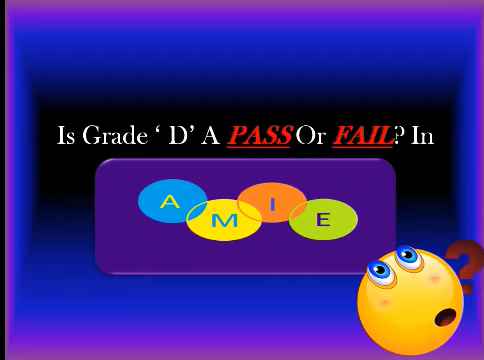 Is Grade ‘ D’ A PASS Or FAIL? In
A M I E
?